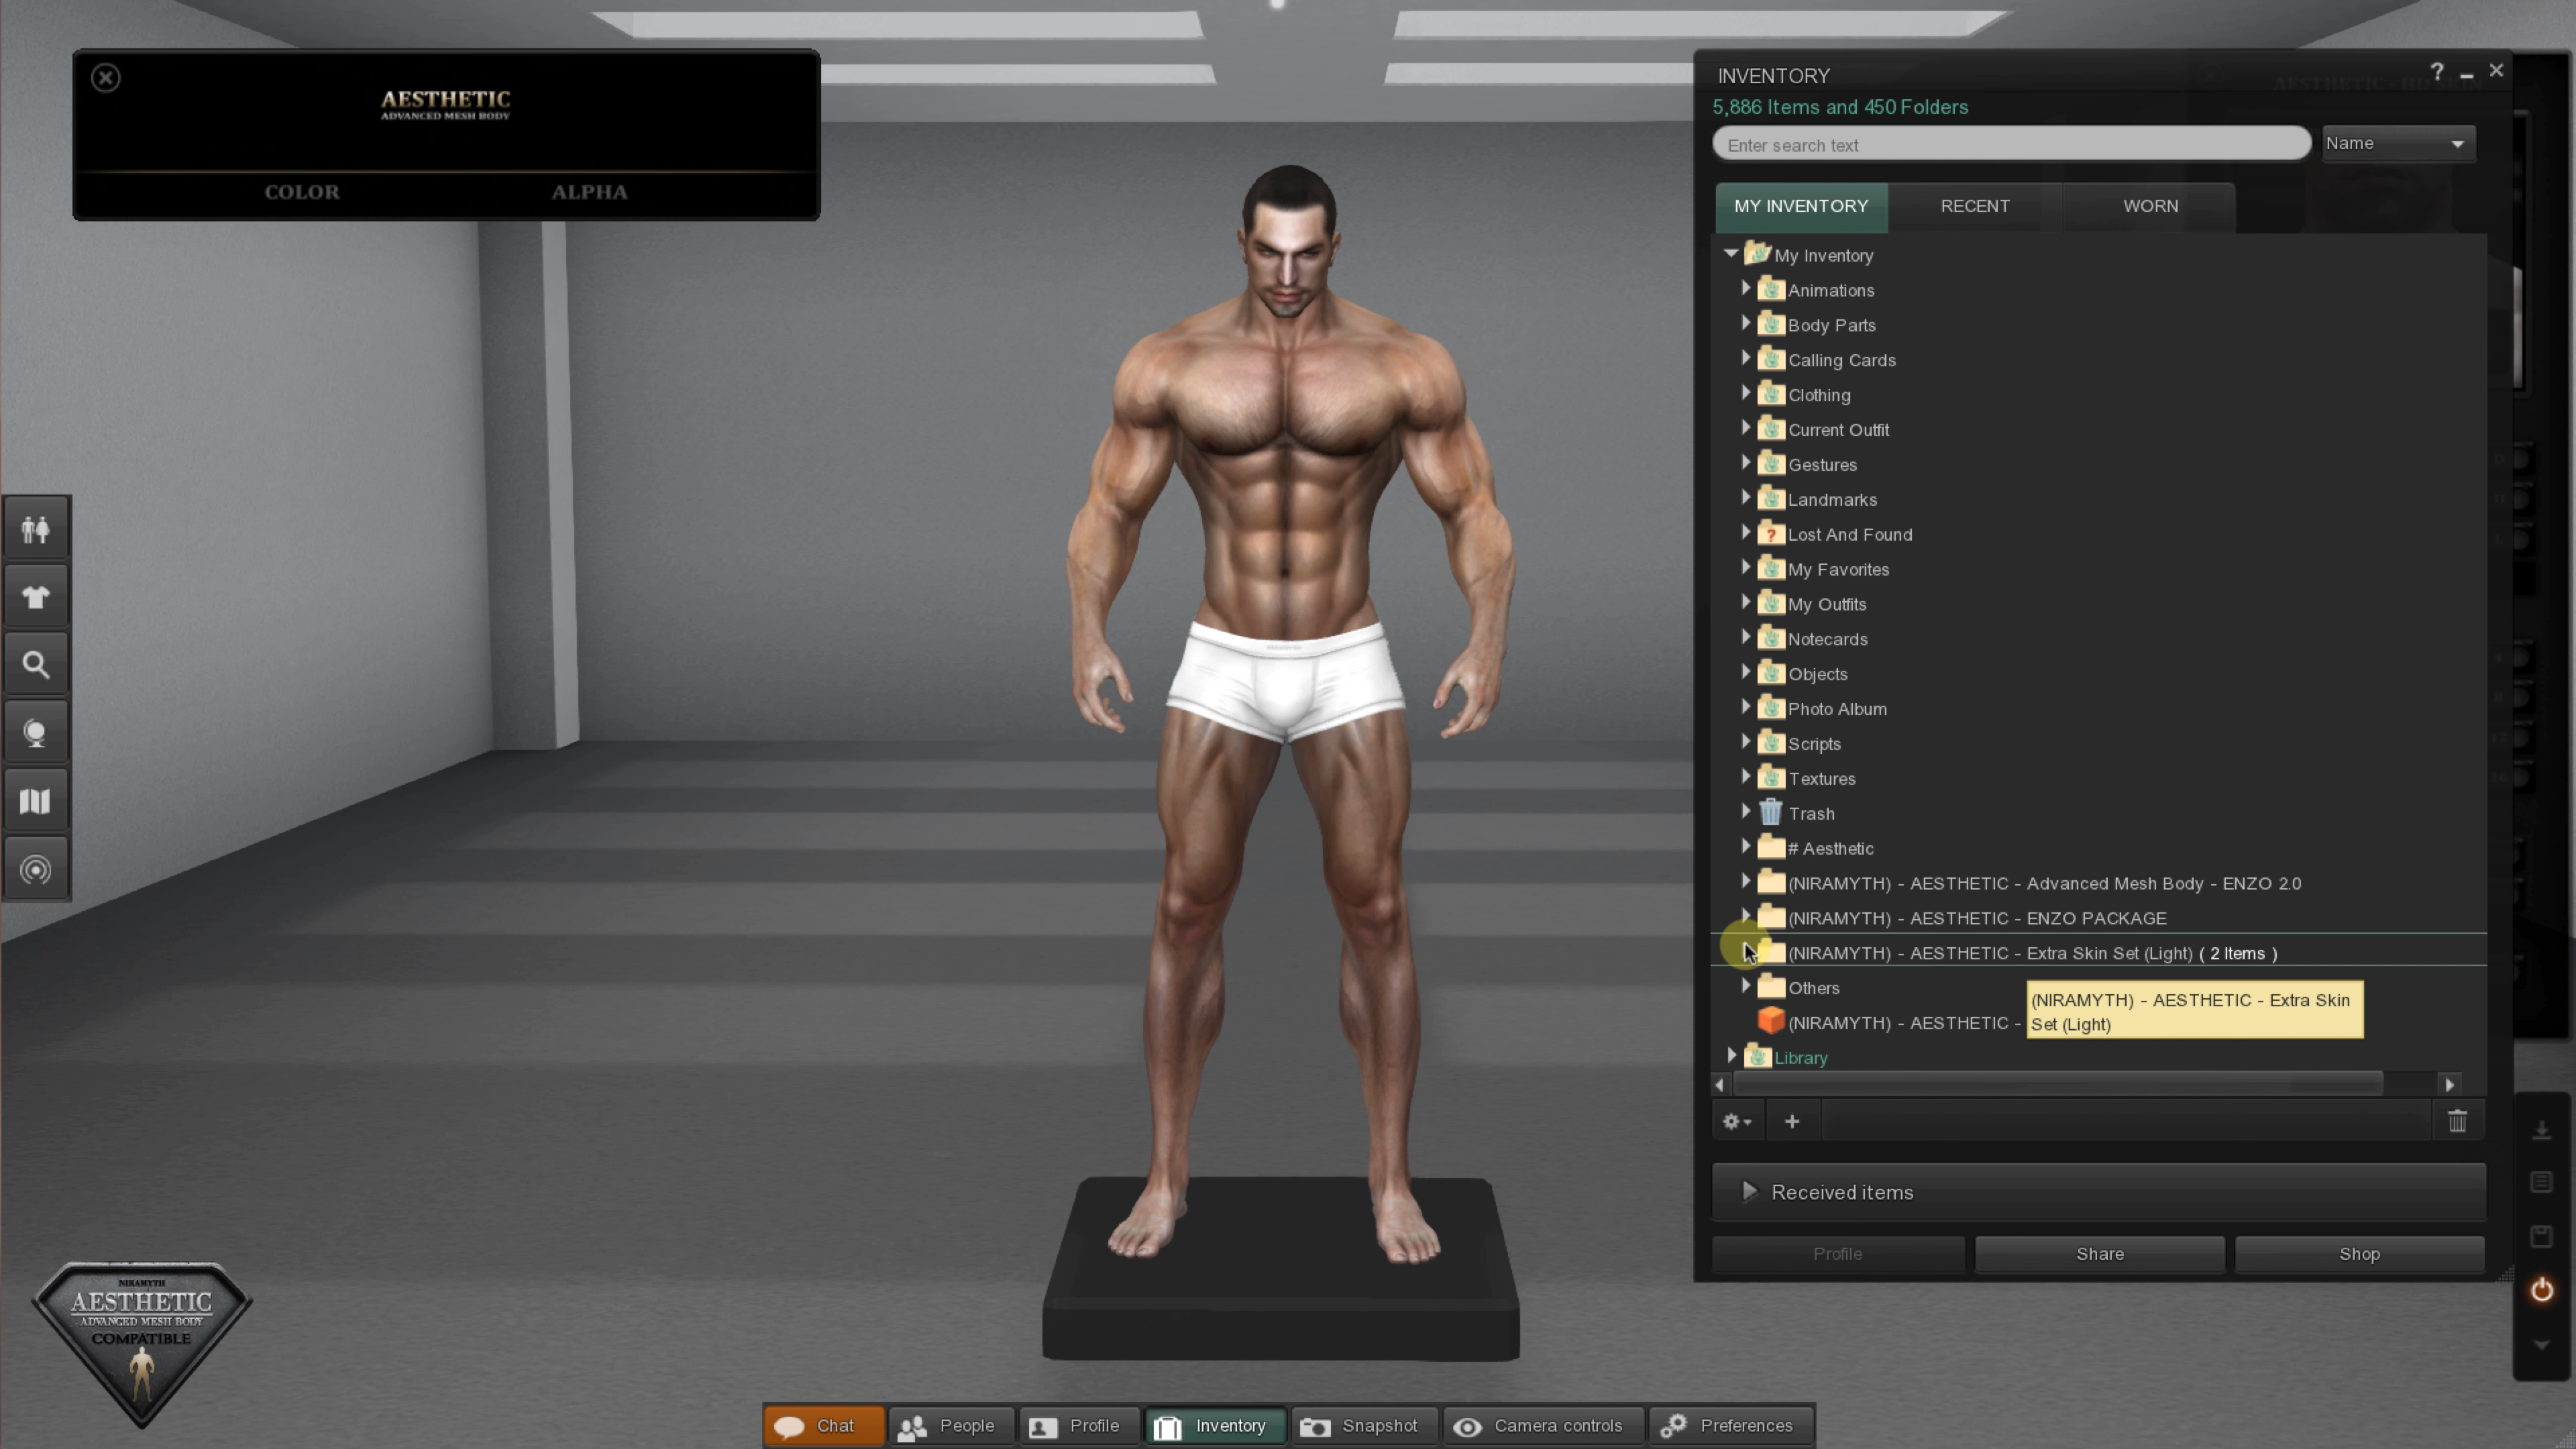 AESTHETIC
ADVANCED MESH BODY
COLOR
ALPHA
INVENTORY
5,886 Items and 450 Folders
Enter search text
Name
MY INVENTORY
RECENT
WORN
My Inventory
Animations
Body Parts
Calling Cards
Clothing
Current Outfit
Gestures
Landmarks
Lost And Found
My Favorites
My Outfits
Notecards
Objects
Photo Album
Scripts
Textures
Trash
# Aesthetic
(NIRAMYTH) - AESTHETIC - Advanced Mesh Body - ENZO 2.0
(NIRAMYTH) - AESTHETIC - ENZO PACKAGE
(NIRAMYTH) - AESTHETIC - Extra Skin Set (Light) ( 2 Items )
Others
(NIRAMYTH) - AESTHETIC -
(NIRAMYTH) - AESTHETIC - Extra Skin
Set (Light)
Library
Received items
Profile
Share
Shop
NIRAMYTH
AESTHETIC
ADVANCED MESH BODY
COMPATIBLE
Chat
People
Profile
Inventory
Snapshot
Camera controls
Preferences